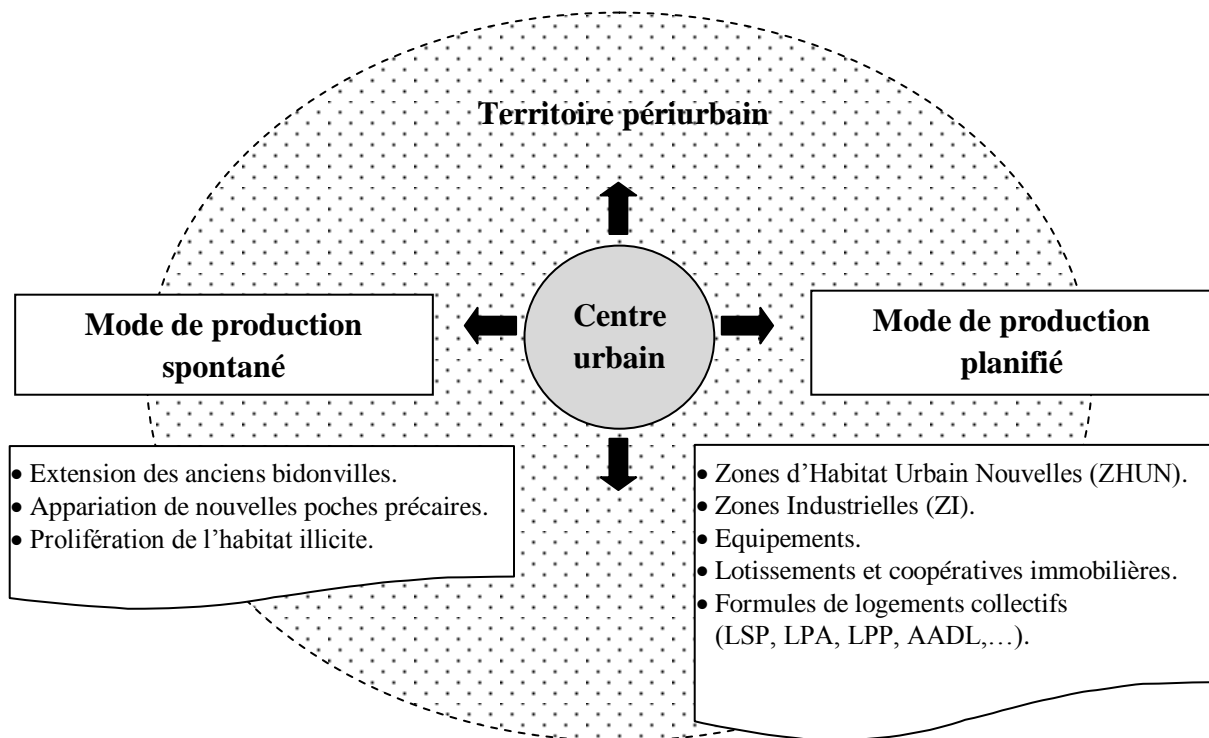 Territoire périurbain
Mode de production
spontané
Centre
urbain
Mode de production
planifié
• Extension des anciens bidonvilles.
• Appariation de nouvelles poches précaires.
• Prolifération de l’habitat illicite.
• Zones d’Habitat Urbain Nouvelles (ZHUN).
• Zones Industrielles (ZI).
• Equipements.
• Lotissements et coopératives immobilières.
• Formules de logements collectifs
(LSP, LPA, LPP, AADL,…).